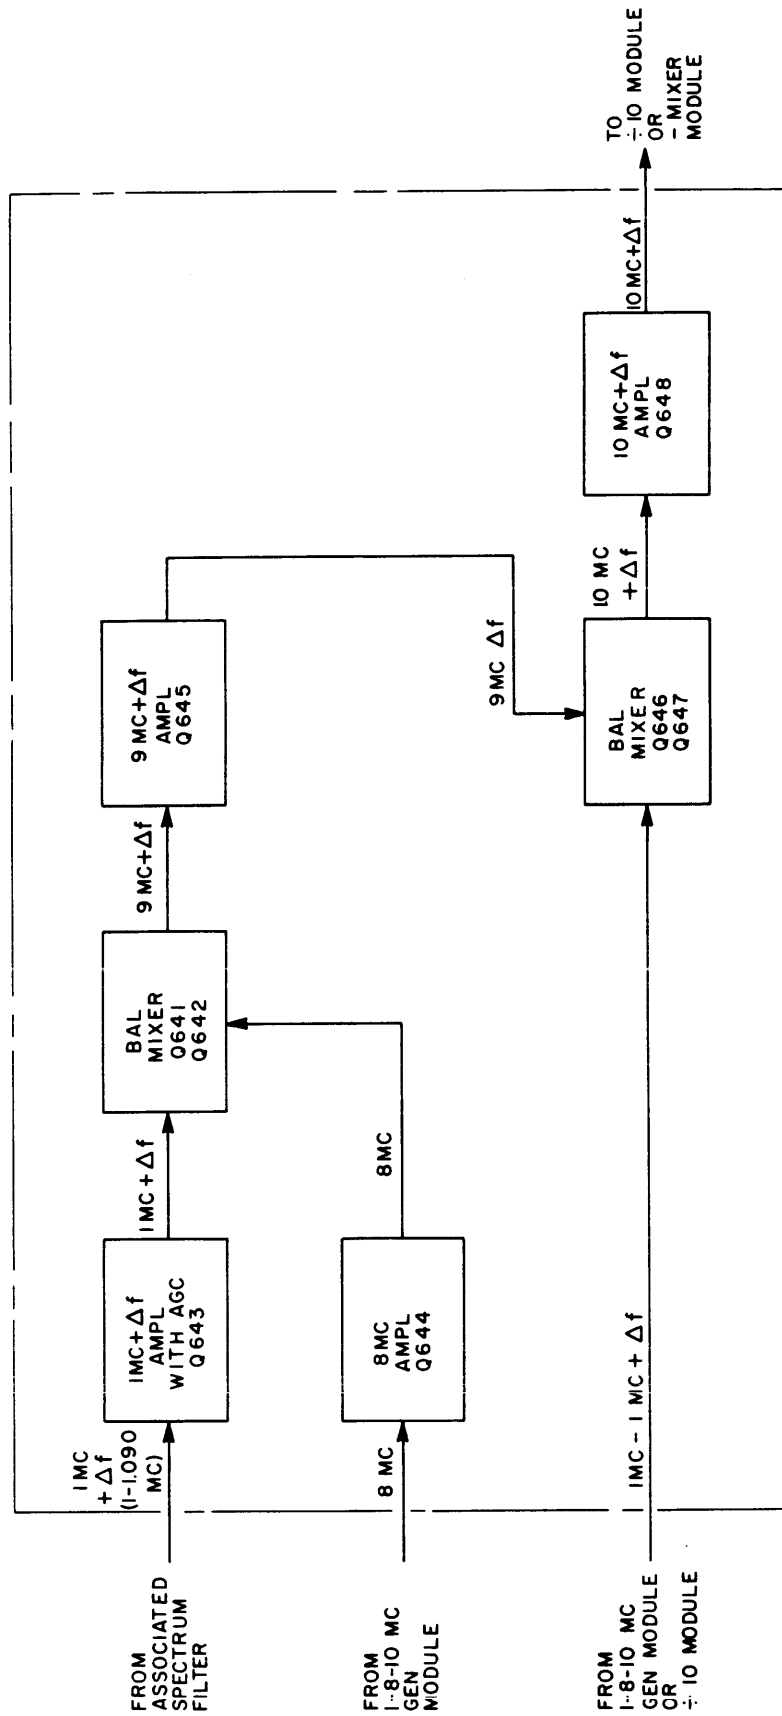 FROM
ASSOCIATED
SPECTRUM
FILTER
1MC
+Δf
(1-1.090
MC)
1MC+Δf
AMPL
WITH AGC
Q643
1MC+Δf
BAL
MIXER
Q641
Q642
9MC+Δf
9MC+Δf
AMPL
Q645
FROM
1-8-10 MC
GEN
MODULE
8 MC
8MC
AMPL
Q644
8MC
9MC Δf
FROM
1-8-10 MC
GEN MODULE
OR
÷10 MODULE
1MC-1MC+Δf
BAL
MIXER
Q646
Q647
10 MC
+Δf
10 MC+Δf
AMPL
Q648
10MC+Δf
TO
÷10 MODULE
OR
- MIXER
MODULE